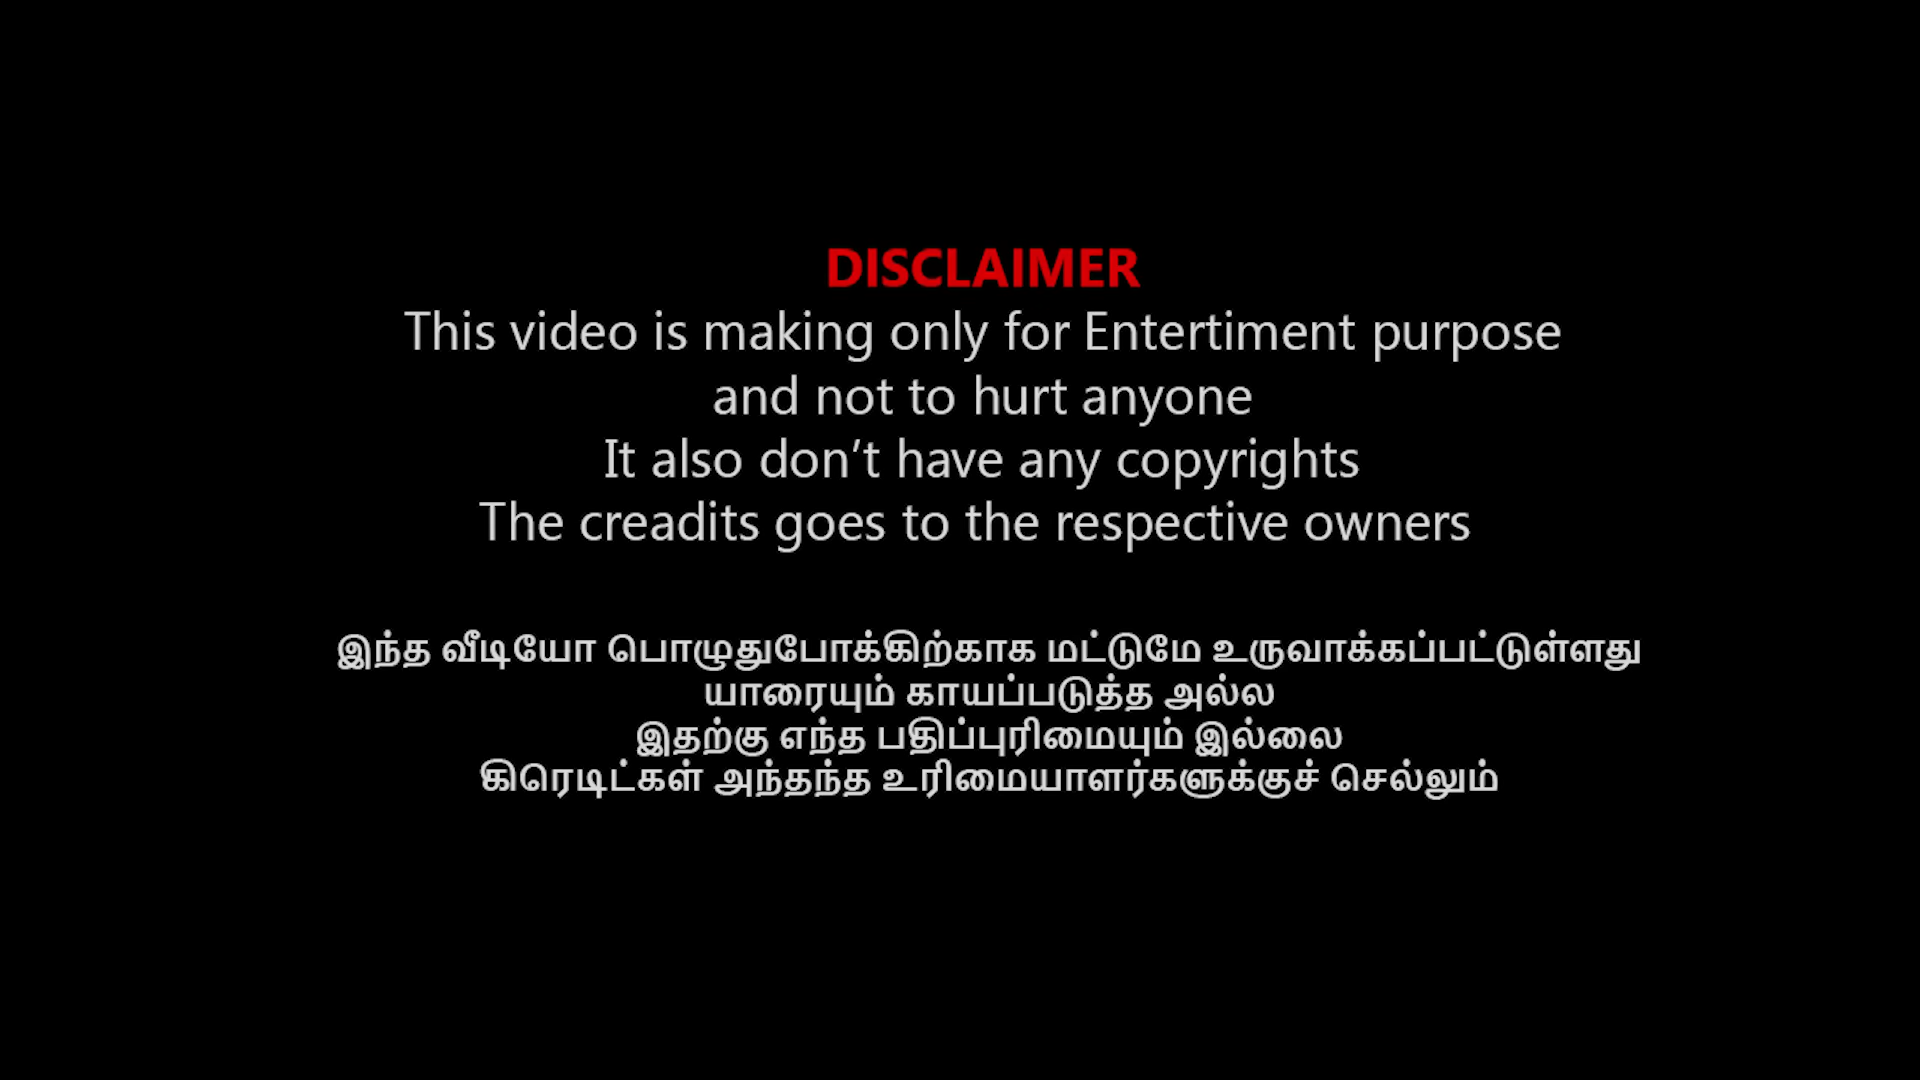 DISCLAIMER
This video is making only for Entertiment purpose
and not to hurt anyone
It also don’t have any copyrights
The creadits goes to the respective owners
இந்த வீடியோ பொழுதுபோக்கிற்காக மட்டுமே உருவாக்கப்பட்டுள்ளது
யாரையும் காயப்படுத்த அல்ல
இதற்கு எந்த பதிப்புரிமையும் இல்லை
கிரெடிட்கள் அந்தந்த உரிமையாளர்களுக்குச் செல்லும்